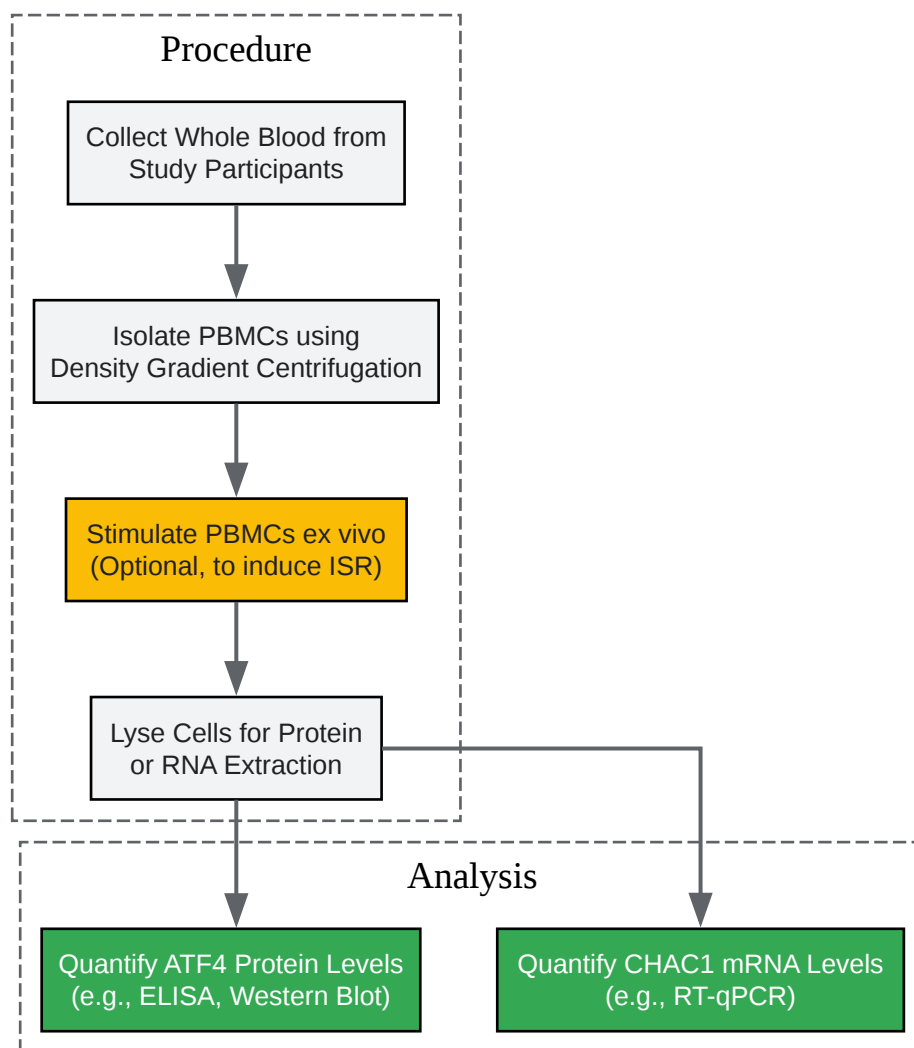 Procedure
Collect Whole Blood from
Study Participants
Isolate PBMCs using
Density Gradient Centrifugation
Stimulate PBMCs ex vivo
(Optional, to induce ISR)
Lyse Cells for Protein
or RNA Extraction
Analysis
Quantify ATF4 Protein Levels
(e.g., ELISA, Western Blot)
Quantify CHAC1 mRNA Levels
(e.g., RT-qPCR)